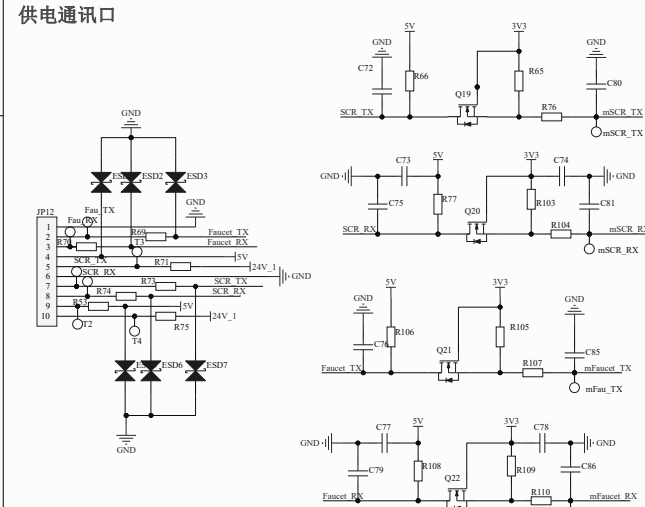 供电通讯口
5V
3V3
GND
GND
C72
R66
R65
C80
Q19
R76
SCR_TX
mSCR_TX
mSCR_TX
GND
ESD2
ESD3
C73
5V
3V3
C74
GND
GND
C75
R77
R103
C81
Q20
R104
SCR_RX
mSCR_RX
mSCR_RX
GND
JP12
Fau_TX
1
2
R69
Faucet_TX
3
Faucet_RX
T3
4
5V
SCR_TX
5
R71
24V_1
6
SCR_RX
GND
7
R73
SCR_TX
8
R74
SCR_RX
9
R53
5V
10
24V_1
T2
T4
R75
ESD6
ESD7
GND
5V
3V3
GND
GND
R106
R105
C76
Q21
C85
R107
Faucet_TX
mFaucet_TX
mFau_TX
C77
5V
3V3
C78
GND
GND
C79
R108
R109
C86
Q22
R110
Faucet_RX
mFaucet_RX